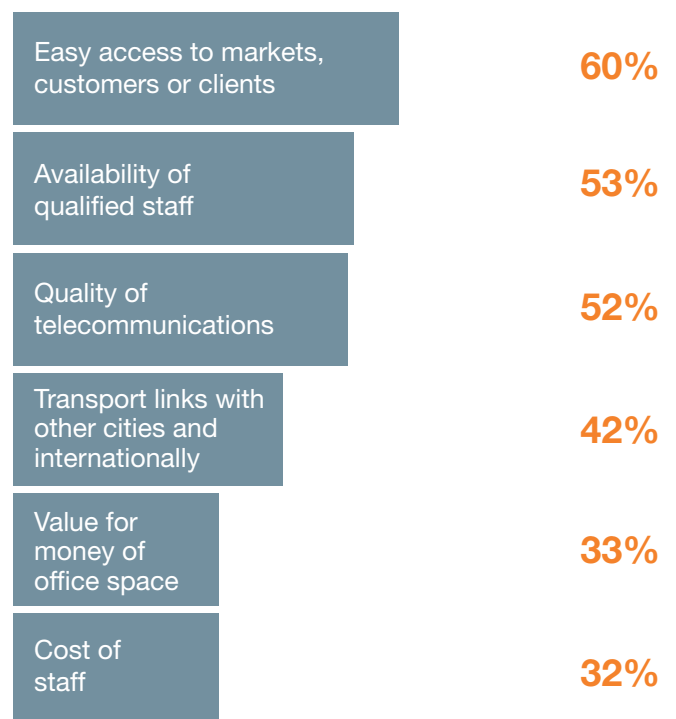 Easy access to markets,
customers or clients
60%
Availability of
qualified staff
53%
Quality of
telecommunications
52%
Transport links with
other cities and
internationally
42%
Value for
money of
office space
33%
Cost of
staff
32%